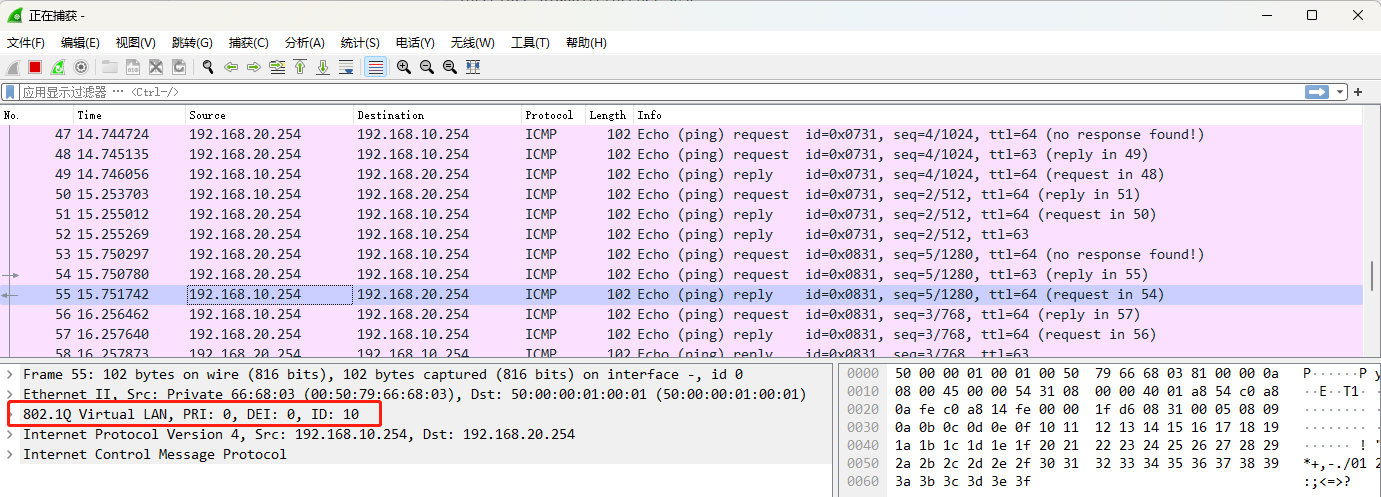 正在捕获 -
文件(F) 编辑(E) 视图(V) 跳转(G) 捕获(C) 分析(A) 统计(S) 电话(Y) 无线(W) 工具(T) 帮助(H)
应用显示过滤器 … <Ctrl-/>
No. Time Source Destination Protocol Length Info
47 14.744724 192.168.20.254 192.168.10.254 ICMP 102 Echo (ping) request id=0x0731, seq=4/1024, ttl=64 (no response found!)
48 14.745135 192.168.20.254 192.168.10.254 ICMP 102 Echo (ping) request id=0x0731, seq=4/1024, ttl=63 (reply in 49)
49 14.746056 192.168.10.254 192.168.20.254 ICMP 102 Echo (ping) reply id=0x0731, seq=4/1024, ttl=64 (request in 48)
50 15.253703 192.168.20.254 192.168.10.254 ICMP 102 Echo (ping) request id=0x0731, seq=2/512, ttl=64 (reply in 51)
51 15.255012 192.168.10.254 192.168.20.254 ICMP 102 Echo (ping) reply id=0x0731, seq=2/512, ttl=64 (request in 50)
52 15.255269 192.168.10.254 192.168.20.254 ICMP 102 Echo (ping) reply id=0x0731, seq=2/512, ttl=63
53 15.750297 192.168.20.254 192.168.10.254 ICMP 102 Echo (ping) request id=0x0831, seq=5/1280, ttl=64 (no response found!)
54 15.750780 192.168.20.254 192.168.10.254 ICMP 102 Echo (ping) request id=0x0831, seq=5/1280, ttl=63 (reply in 55)
55 15.751742 192.168.10.254 192.168.20.254 ICMP 102 Echo (ping) reply id=0x0831, seq=5/1280, ttl=64 (request in 54)
56 16.256462 192.168.20.254 192.168.10.254 ICMP 102 Echo (ping) request id=0x0831, seq=3/768, ttl=64 (reply in 57)
57 16.257640 192.168.10.254 192.168.20.254 ICMP 102 Echo (ping) reply id=0x0831, seq=3/768, ttl=64 (request in 56)
58 16.257873 192.168.10.254 192.168.20.254 ICMP 102 Echo (ping) reply id=0x0831, seq=3/768, ttl=63
Frame 55: 102 bytes on wire (816 bits), 102 bytes captured (816 bits) on interface -, id 0
Ethernet II, Src: Private_66:68:03 (00:50:79:66:68:03), Dst: 50:00:00:01:00:01 (50:00:00:01:00:01)
802.1Q Virtual LAN, PRI: 0, DEI: 0, ID: 10
Internet Protocol Version 4, Src: 192.168.10.254, Dst: 192.168.20.254
Internet Control Message Protocol
0000 50 00 00 01 00 01 00 50 79 66 68 03 81 00 00 0a P······P y
0010 08 00 45 00 00 54 31 08 00 00 40 01 a8 54 c0 a8 ··E··T1·
0020 0a fe c0 a8 14 fe 00 00 1f d6 08 31 00 05 08 09 ········
0030 0a 0b 0c 0d 0e 0f 10 11 12 13 14 15 16 17 18 19 ········
0040 1a 1b 1c 1d 1e 1f 20 21 22 23 24 25 26 27 28 29 ······ ! "
0050 2a 2b 2c 2d 2e 2f 30 31 32 33 34 35 36 37 38 39 *+,-./01 2
0060 3a 3b 3c 3d 3e 3f :;<=>?